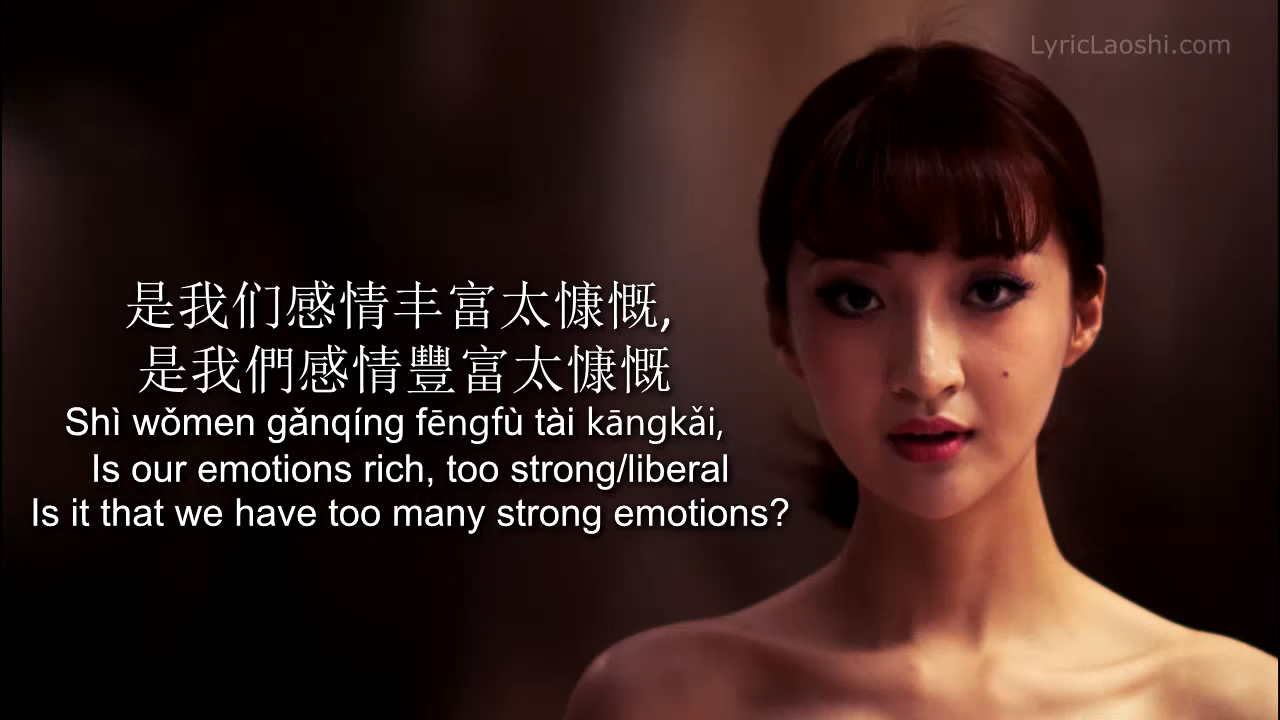 LyricLaoshi.com
是我们感情丰富太慷慨,
是我們感情豐富太慷慨
Shì wǒmen gǎnqíng fēngfù tài kāngkǎi,
Is our emotions rich, too strong/liberal
Is it that we have too many strong emotions?